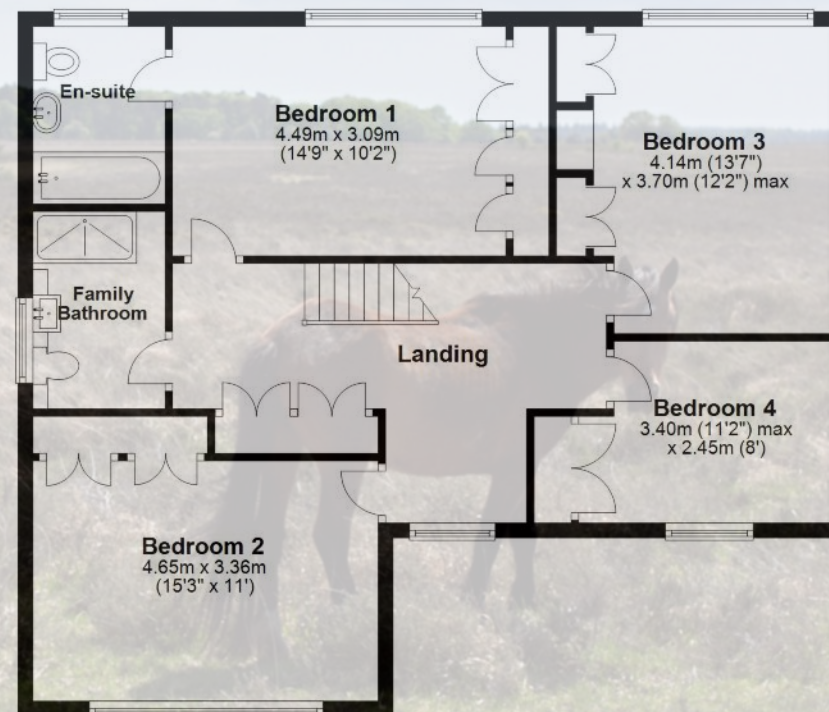 En-suite
Bedroom 1
4.49m x 3.09m
(14'9" x 10'2")
Bedroom 3
4.14m (13'7")
x 3.70m (12'2") max
Family
Bathroom
Landing
Bedroom 4
3.40m (11'2") max
x 2.45m (8')
Bedroom 2
4.65m x 3.36m
(15'3" x 11')